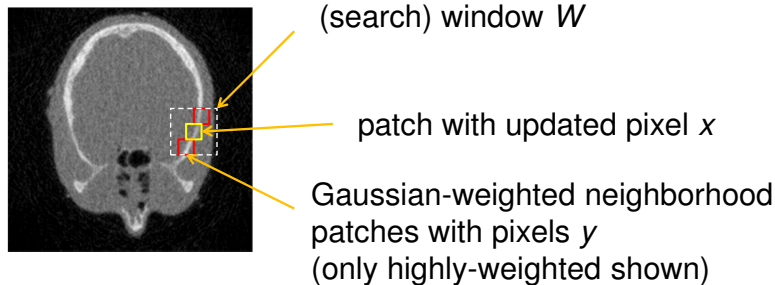 (search) window W
patch with updated pixel x
Gaussian-weighted neighborhood
patches with pixels y
(only highly-weighted shown)